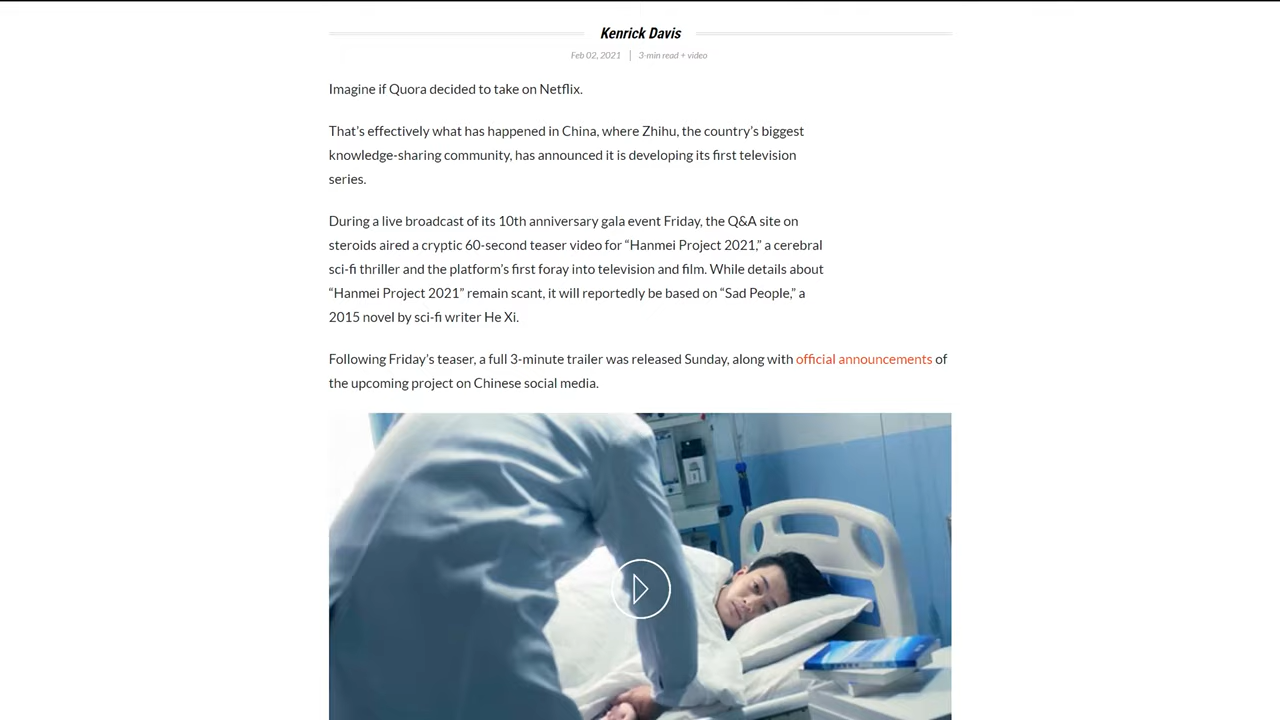 Kenrick Davis
Feb 02, 2021 | 3-min read + video
Imagine if Quora decided to take on Netflix.
That’s effectively what has happened in China, where Zhihu, the country’s biggest
knowledge-sharing community, has announced it is developing its first television
series.
During a live broadcast of its 10th anniversary gala event Friday, the Q&A site on
steroids aired a cryptic 60-second teaser video for “Hanmei Project 2021,” a cerebral
sci-fi thriller and the platform’s first foray into television and film. While details about
“Hanmei Project 2021” remain scant, it will reportedly be based on “Sad People,” a
2015 novel by sci-fi writer He Xi.
Following Friday’s teaser, a full 3-minute trailer was released Sunday, along with official announcements of
the upcoming project on Chinese social media.